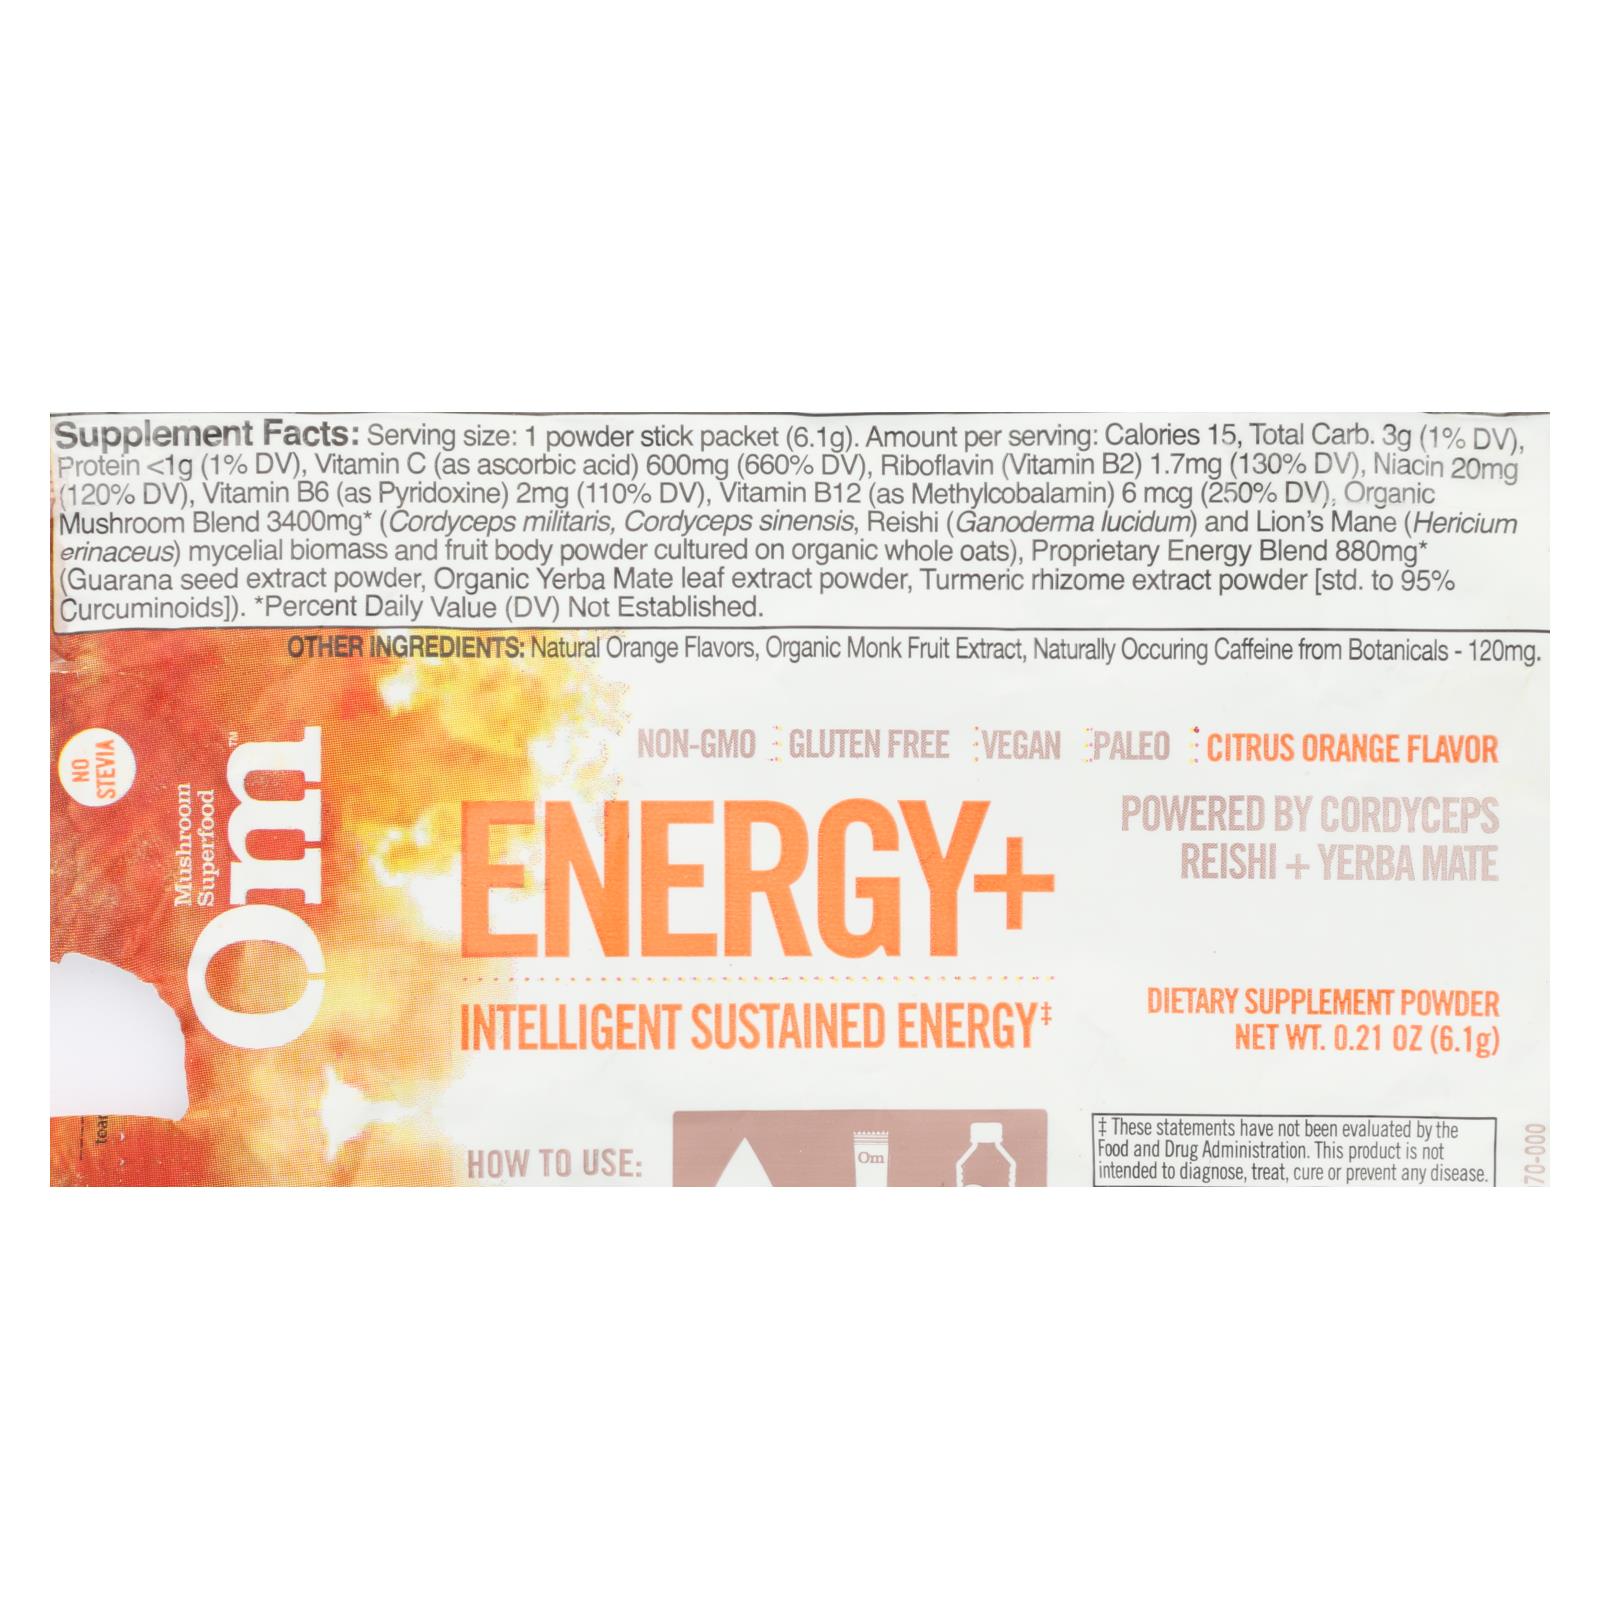 Supplement Facts: Serving size: 1 powder stick packet (6.1g). Amount per serving: Calories 15, Total Carb. 3g (1% DV),
Protein <1g (1% DV), Vitamin C (as ascorbic acid) 600mg (660% DV), Riboflavin (Vitamin B2) 1.7mg (130% DV), Niacin 20mg
(120% DV), Vitamin B6 (as Pyridoxine) 2mg (110% DV), Vitamin B12 (as Methylcobalamin) 6 mcg (250% DV), Organic
Mushroom Blend 3400mg* (Cordyceps militaris, Cordyceps sinensis, Reishi (Ganoderma lucidum) and Lion's Mane (Hericium
erinaceus) mycelial biomass and fruit body powder cultured on organic whole oats), Proprietary Energy Blend 880mg*
(Guarana seed extract powder, Organic Yerba Mate leaf extract powder, Turmeric rhizome extract powder [std. to 95%
Curcuminoids]). *Percent Daily Value (DV) Not Established.
OTHER INGREDIENTS: Natural Orange Flavors, Organic Monk Fruit Extract, Naturally Occuring Caffeine from Botanicals - 120mg.
NO
STEVIA
Mushroom
Superfood
Om™
NON-GMO GLUTEN FREE VEGAN PALEO CITRUS ORANGE FLAVOR
ENERGY+
POWERED BY CORDYCEPS
REISHI + YERBA MATE
INTELLIGENT SUSTAINED ENERGY‡
DIETARY SUPPLEMENT POWDER
NET WT. 0.21 OZ (6.1g)
HOW TO USE:
Om
‡ These statements have not been evaluated by the
Food and Drug Administration. This product is not
intended to diagnose, treat, cure or prevent any disease.
70-000
tear